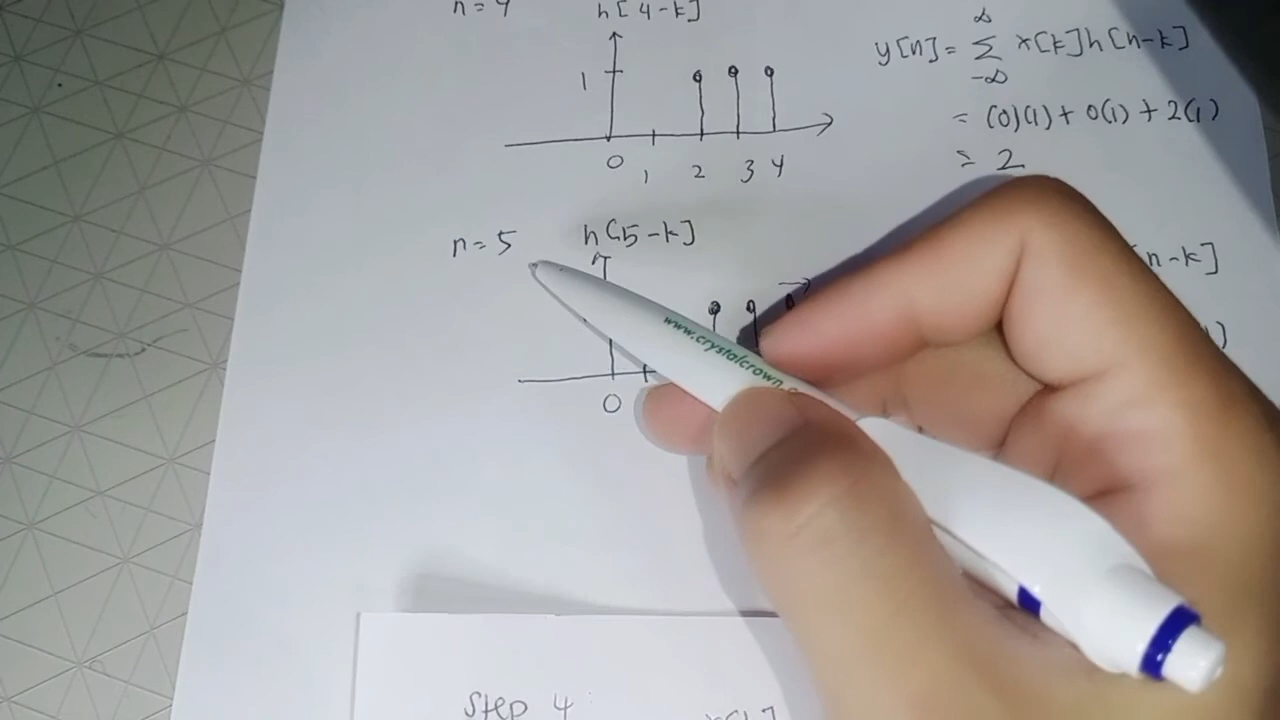 n=4 h[4-k]
y[n] = ∞ Σ -∞ x[k]h[n-k]
1
= (0)(1) + 0(1) + 2(1)
= 2
0 1 2 3 4
n=5 h[5-k]
n-k]
)
www.crystalcrown.
0
Step 4